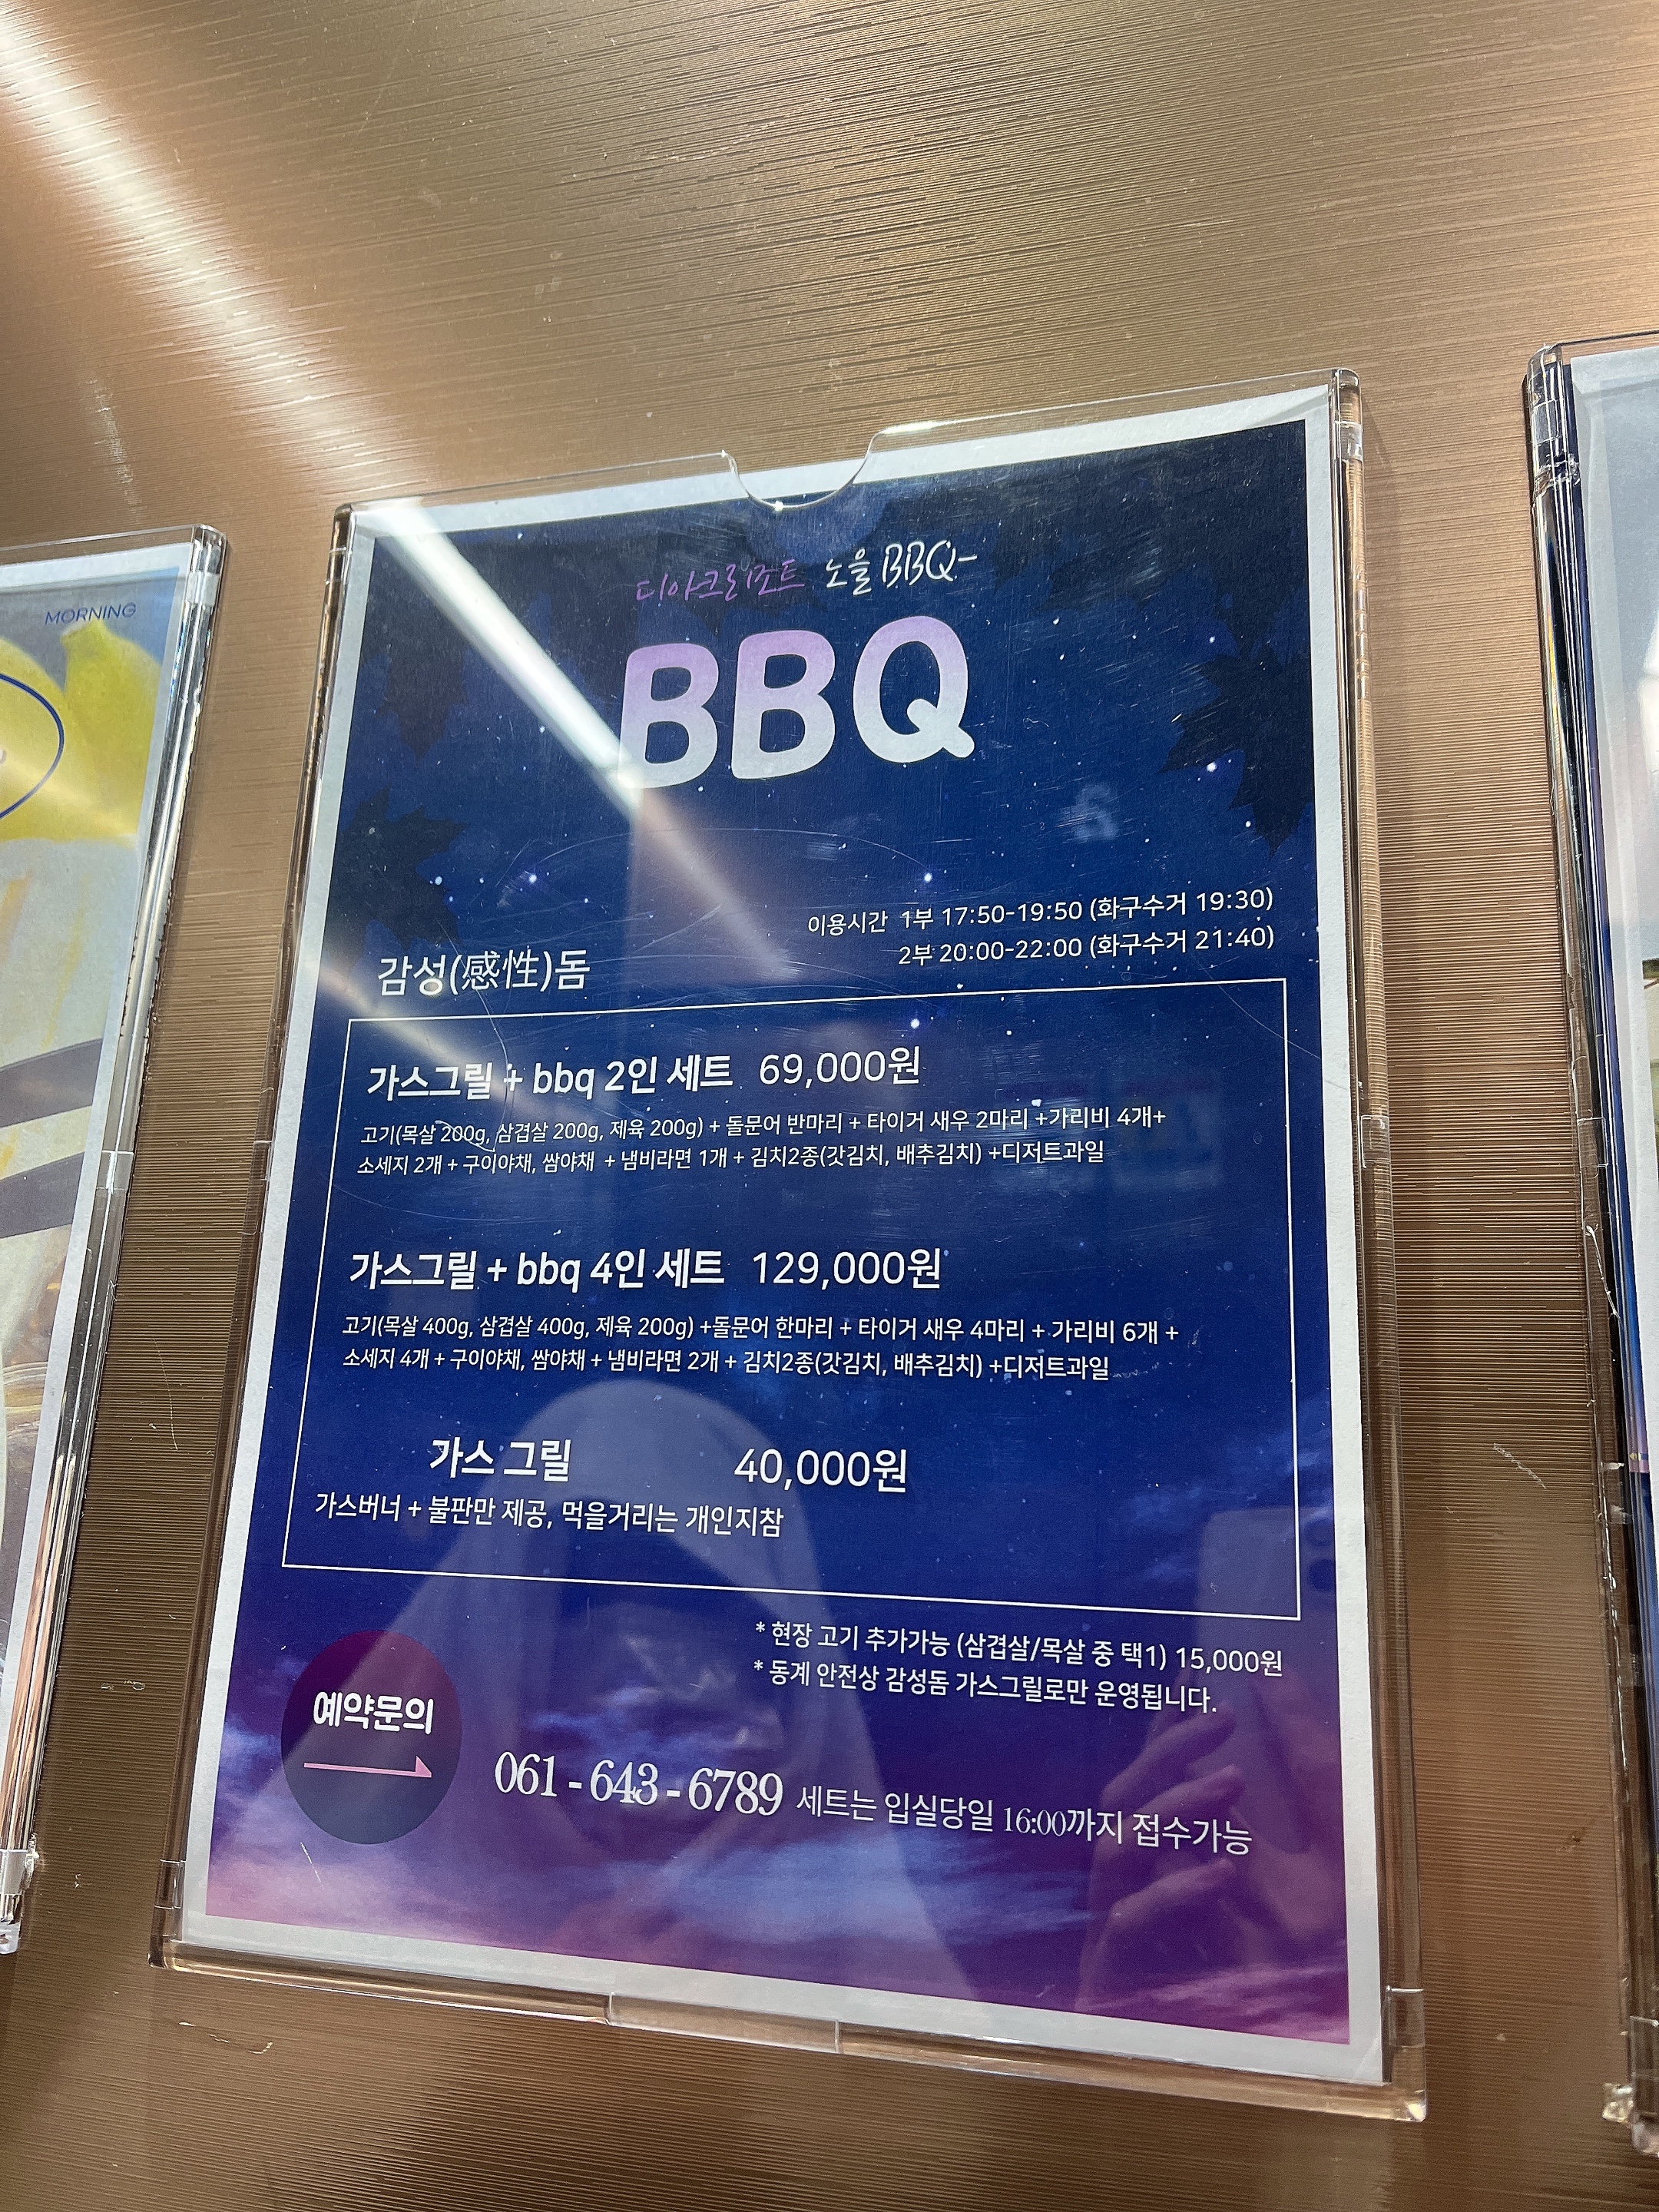 MORNING
디아크리조트 노을 BBQ-
BBQ
이용시간 1부 17:50-19:50 (화구수거 19:30)
2부 20:00-22:00 (화구수거 21:40)
감성(感性)돔
가스그릴 + bbq 2인 세트 69,000원
고기(목살 200g, 삼겹살 200g, 제육 200g) + 돌문어 반마리 + 타이거 새우 2마리 +가리비 4개+
소세지 2개 + 구이야채, 쌈야채 + 냄비라면 1개 + 김치2종(갓김치, 배추김치) +디저트과일
가스그릴 + bbq 4인 세트 129,000원
고기(목살 400g, 삼겹살 400g, 제육 200g) +돌문어 한마리 + 타이거 새우 4마리 + 가리비 6개 +
소세지 4개 + 구이야채, 쌈야채 + 냄비라면 2개 + 김치2종(갓김치, 배추김치) +디저트과일
가스 그릴 40,000원
가스버너 + 불판만 제공, 먹을거리는 개인지참
* 현장 고기 추가가능 (삼겹살/목살 중 택1) 15,000원
* 동계 안전상 감성돔 가스그릴로만 운영됩니다.
예약문의
061 - 643 - 6789 세트는 입실당일 16:00까지 접수가능